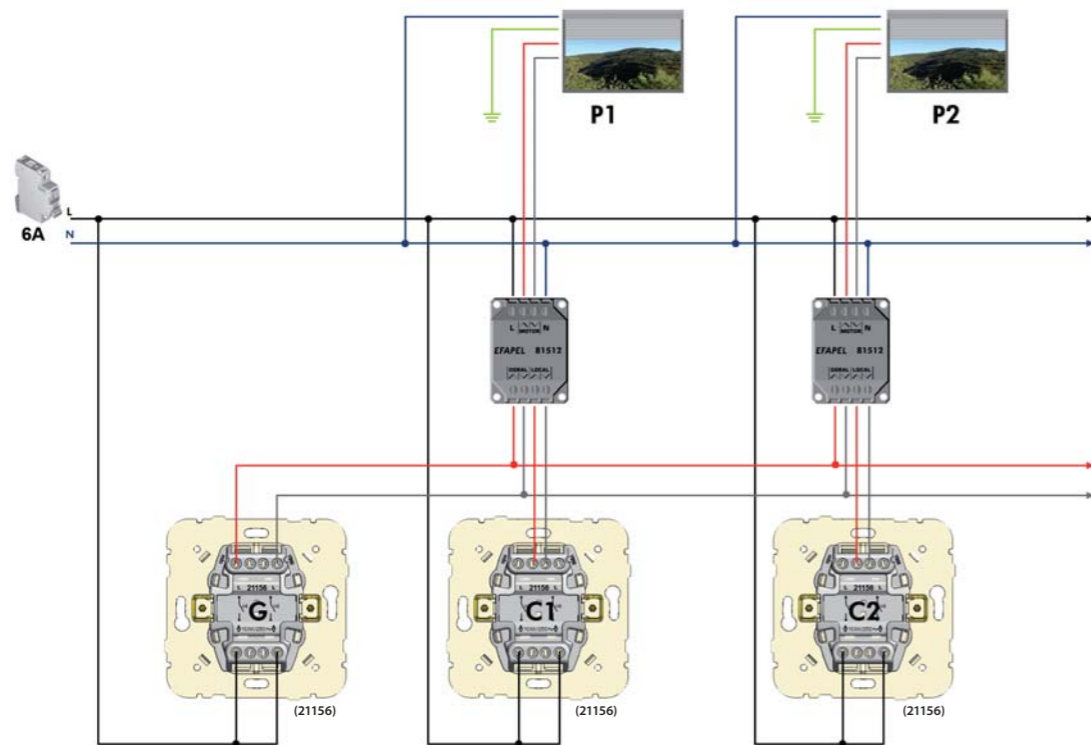 P1
P2
L
6A
N
L MOTOR N
EFAPEL 81512
GERAL LOCAL
L MOTOR N
EFAPEL 81512
GERAL LOCAL
L 21156 L
G
(21156)
L 21156 L
C1
(21156)
L 21156 L
C2
(21156)